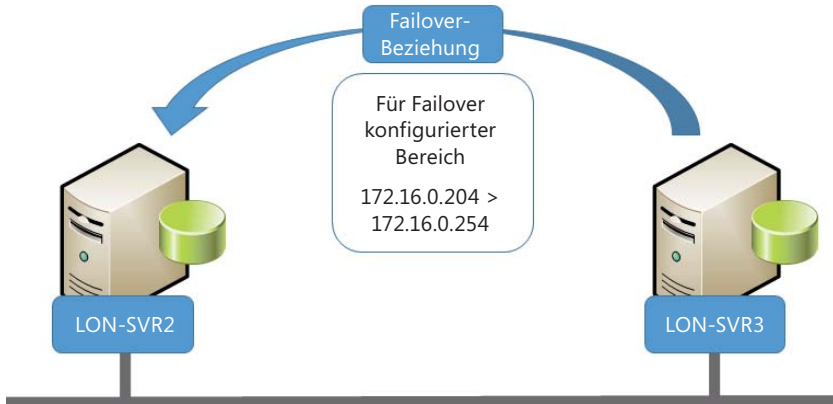 Failover-
Beziehung
Für Failover
konfigurierter
Bereich
172.16.0.204 >
172.16.0.254
LON-SVR2
LON-SVR3